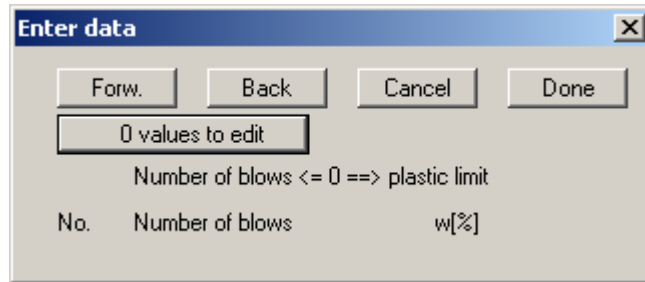 Enter data
Forw. Back Cancel Done
0 values to edit
Number of blows <= 0 ==> plastic limit
No. Number of blows w[%]